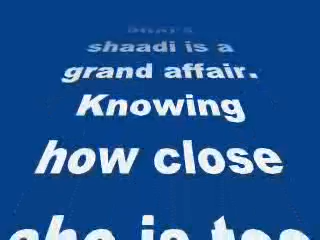 shaadi is a
grand affair.
Knowing
how close
she is too